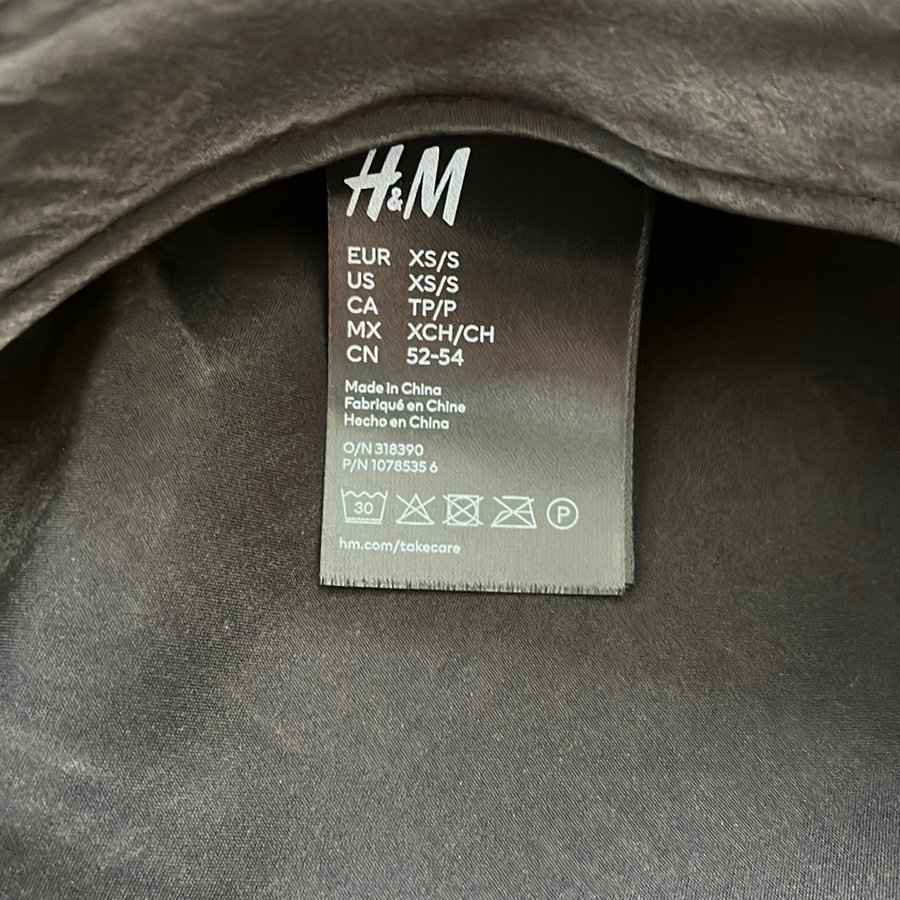 H&M
EUR XS/S
US XS/S
CA TP/P
MX XCH/CH
CN 52-54
Made in China
Fabriqué en Chine
Hecho en China
O/N 318390
P/N 1078535 6
30 P
hm.com/takecare